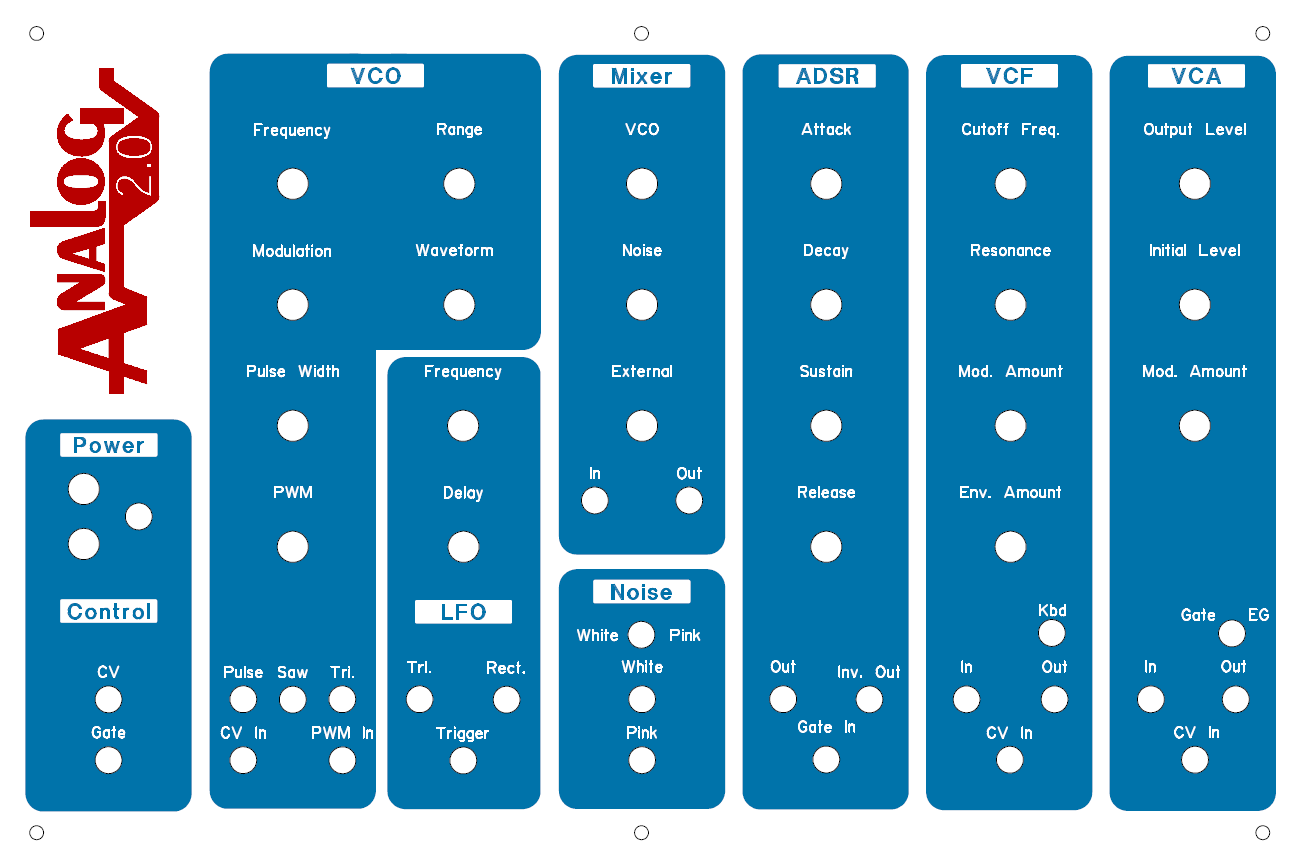 ANALOG
2.0
Power
Control
CV
Gate
VCO
Frequency
Range
Modulation
Waveform
Pulse Width
PWM
Pulse
Saw
Tri.
CV In
PWM In
Frequency
Delay
LFO
Tri.
Rect.
Trigger
Mixer
VCO
Noise
External
In
Out
Noise
White
Pink
White
Pink
ADSR
Attack
Decay
Sustain
Release
Out
Inv. Out
Gate In
VCF
Cutoff Freq.
Resonance
Mod. Amount
Env. Amount
Kbd
In
Out
CV In
VCA
Output Level
Initial Level
Mod. Amount
Gate
EG
In
Out
CV In